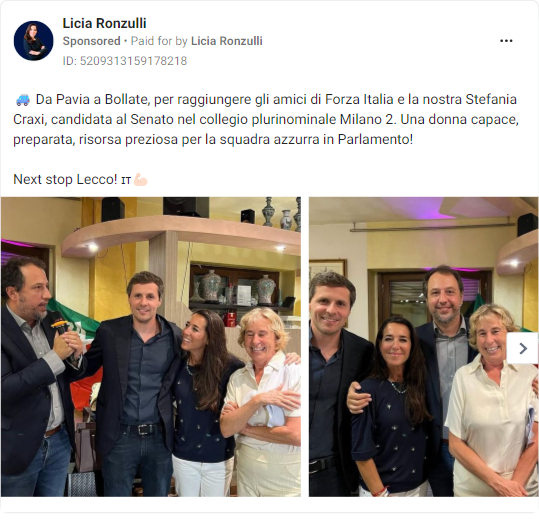 Licia Ronzulli
Sponsored • Paid for by Licia Ronzulli
ID: 5209313159178218
🚙 Da Pavia a Bollate, per raggiungere gli amici di Forza Italia e la nostra Stefania
Craxi, candidata al Senato nel collegio plurinominale Milano 2. Una donna capace,
preparata, risorsa preziosa per la squadra azzurra in Parlamento!
Next stop Lecco! ɪᴛ💪🏻